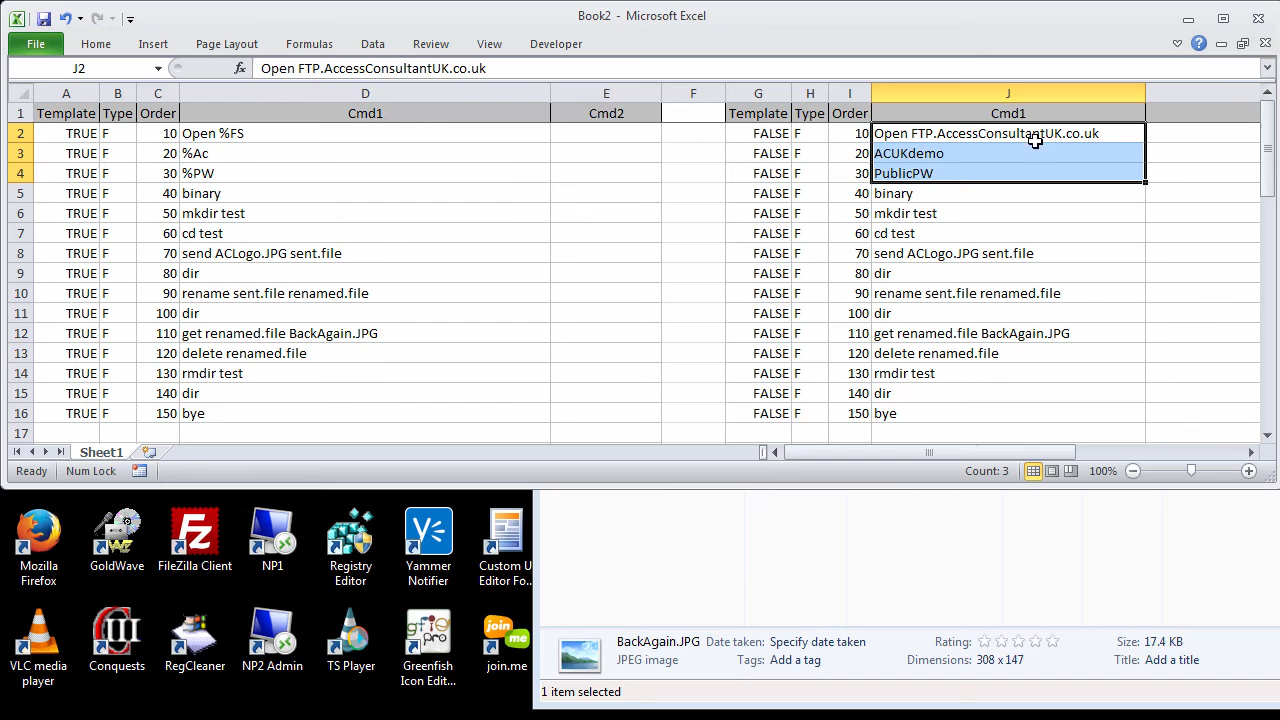 Book2 - Microsoft Excel
File Home Insert Page Layout Formulas Data Review View Developer
J2 fx Open FTP.AccessConsultantUK.co.uk
A B C D E F G H I J
1 Template Type Order Cmd1 Cmd2 Template Type Order Cmd1
2 TRUE F 10 Open %FS FALSE F 10 Open FTP.AccessConsultantUK.co.uk
3 TRUE F 20 %Ac FALSE F 20 ACUKdemo
4 TRUE F 30 %PW FALSE F 30 PublicPW
5 TRUE F 40 binary FALSE F 40 binary
6 TRUE F 50 mkdir test FALSE F 50 mkdir test
7 TRUE F 60 cd test FALSE F 60 cd test
8 TRUE F 70 send ACLogo.JPG sent.file FALSE F 70 send ACLogo.JPG sent.file
9 TRUE F 80 dir FALSE F 80 dir
10 TRUE F 90 rename sent.file renamed.file FALSE F 90 rename sent.file renamed.file
11 TRUE F 100 dir FALSE F 100 dir
12 TRUE F 110 get renamed.file BackAgain.JPG FALSE F 110 get renamed.file BackAgain.JPG
13 TRUE F 120 delete renamed.file FALSE F 120 delete renamed.file
14 TRUE F 130 rmdir test FALSE F 130 rmdir test
15 TRUE F 140 dir FALSE F 140 dir
16 TRUE F 150 bye FALSE F 150 bye
17
Sheet1
Ready Num Lock Count: 3 100%
Mozilla Firefox
GoldWave
FileZilla Client
NP1
Registry Editor
Yammer Notifier
Custom U
Editor Fo...
VLC media player
Conquests
RegCleaner
NP2 Admin
TS Player
Greenfish Icon Edit...
join.me
BackAgain.JPG Date taken: Specify date taken Rating: Size: 17.4 KB
JPEG image Tags: Add a tag Dimensions: 308 x 147 Title: Add a title
1 item selected